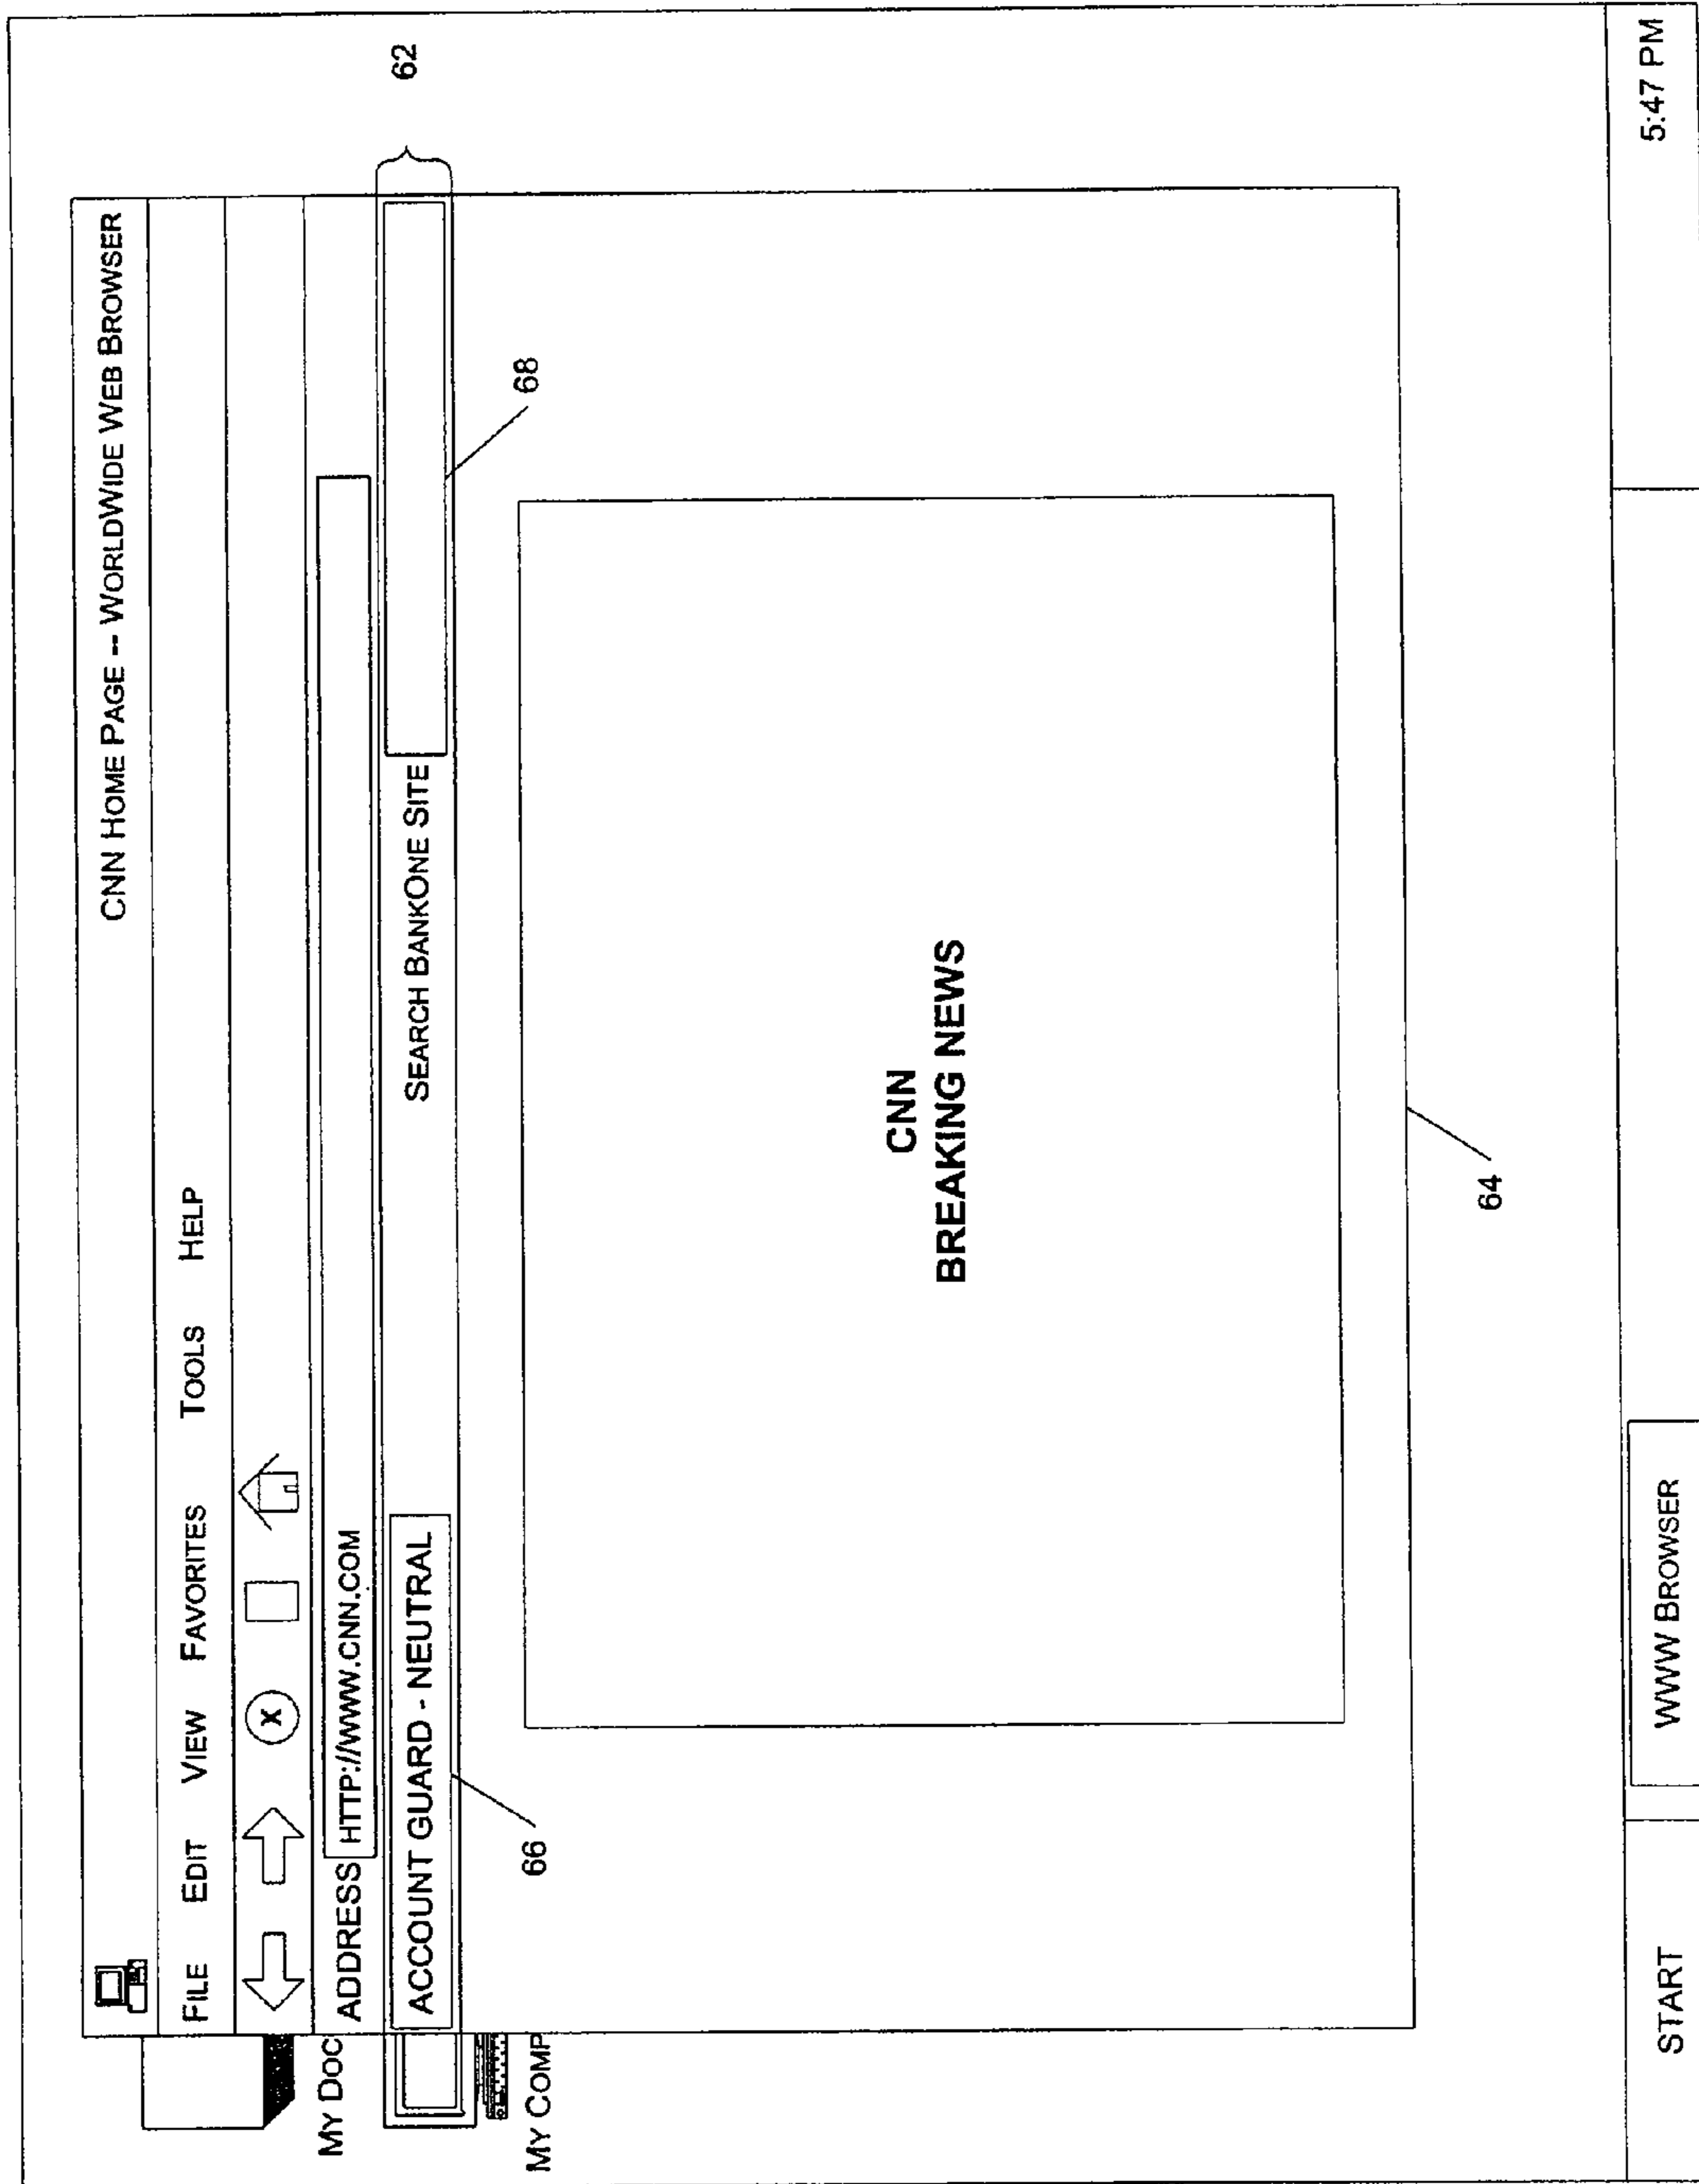 CNN HOME PAGE -- WORLDWIDE WEB BROWSER
FILE EDIT VIEW FAVORITES TOOLS HELP
X
MY DOC
ADDRESS HTTP://WWW.CNN.COM
62
ACCOUNT GUARD - NEUTRAL SEARCH BANKONE SITE
MY COMP
66
68
CNN
BREAKING NEWS
64
START WWW BROWSER 5:47 PM